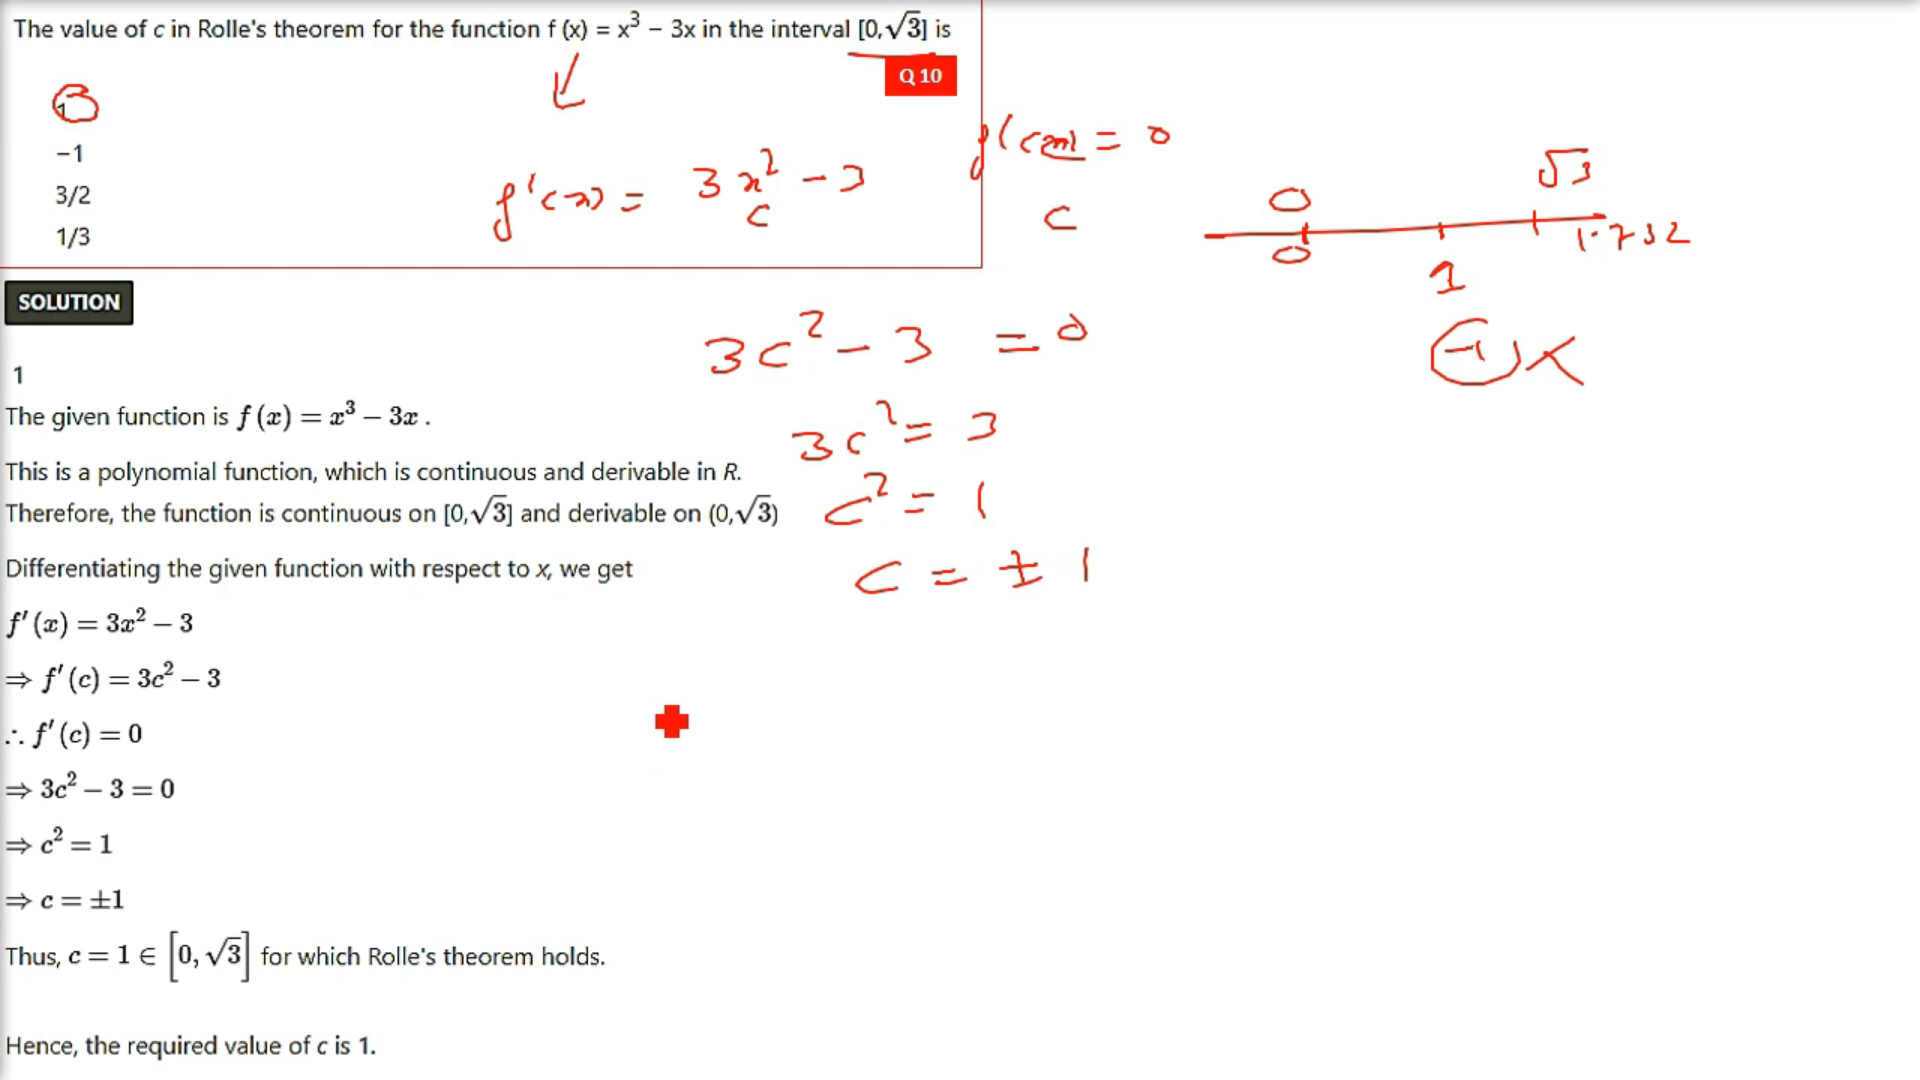 The value of c in Rolle's theorem for the function f (x) = x³ − 3x in the interval [0,√3] is
Q 10
1
−1
3/2
1/3
f'(x) = 3x² − 3
c
f'(x) = 0
c
0
√3
0
1
1.732
−1 ×
3c² − 3 = 0
3c² = 3
c² = 1
c = ± 1
SOLUTION
1
The given function is f (x) = x³ − 3x .
This is a polynomial function, which is continuous and derivable in R.
Therefore, the function is continuous on [0,√3] and derivable on (0,√3)
Differentiating the given function with respect to x, we get
f′ (x) = 3x² − 3
⇒ f′ (c) = 3c² − 3
∴ f′ (c) = 0
⇒ 3c² − 3 = 0
⇒ c² = 1
⇒ c = ±1
Thus, c = 1 ∈ [0, √3] for which Rolle's theorem holds.
Hence, the required value of c is 1.